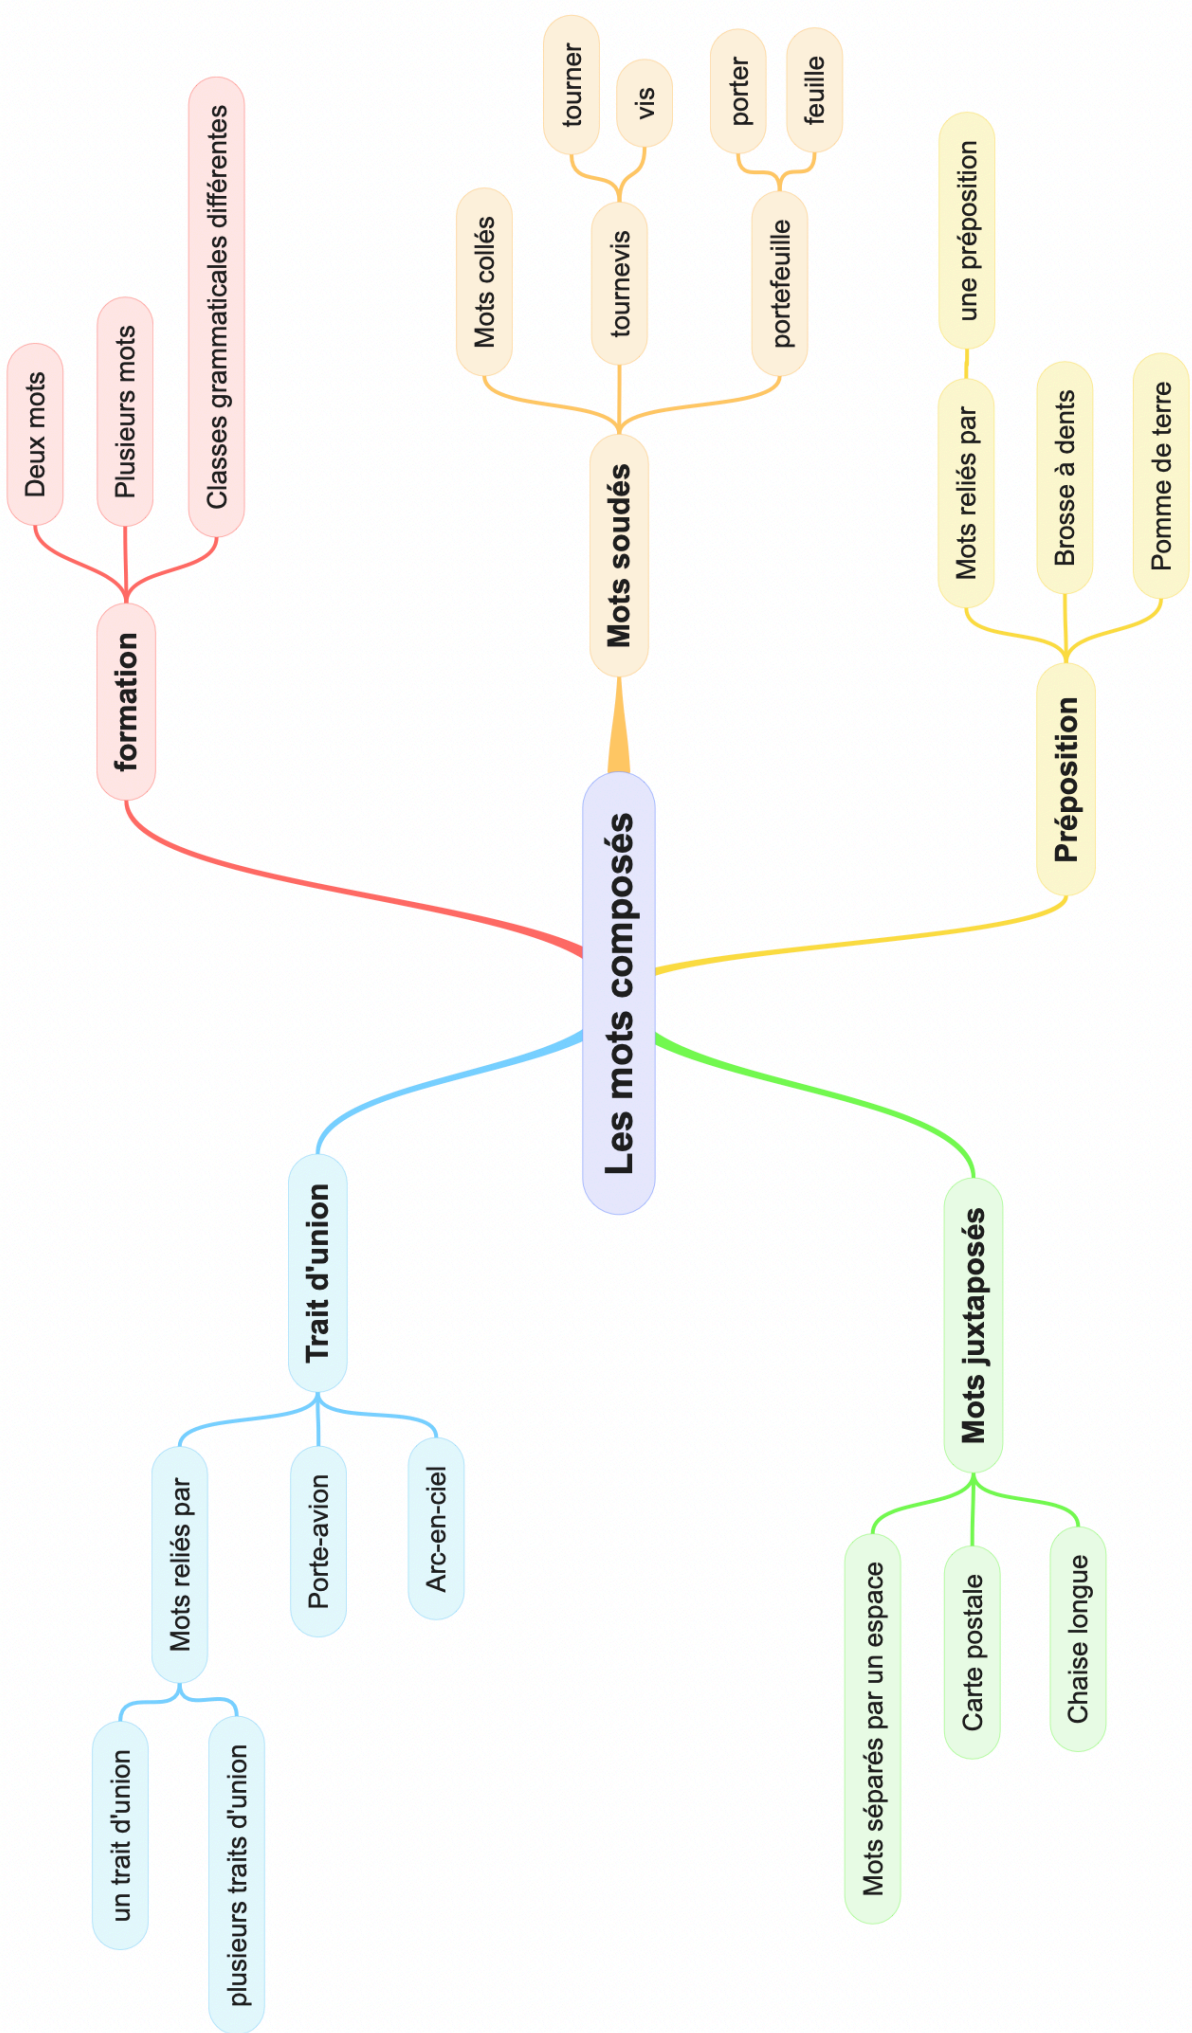 Les mots composés
formation
Deux mots
Plusieurs mots
Classes grammaticales différentes
Mots soudés
Mots collés
tournevis
tourner
vis
portefeuille
porter
feuille
Préposition
Mots reliés par
une préposition
Brosse à dents
Pomme de terre
Mots juxtaposés
Mots séparés par un espace
Carte postale
Chaise longue
Trait d'union
Mots reliés par
un trait d'union
plusieurs traits d'union
Porte-avion
Arc-en-ciel